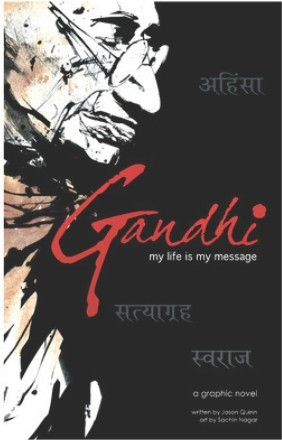 अहिंसा
Gandhi
my life is my message
सत्याग्रह
स्वराज
a graphic novel
written by Jason Quinn
art by Sachin Nagar